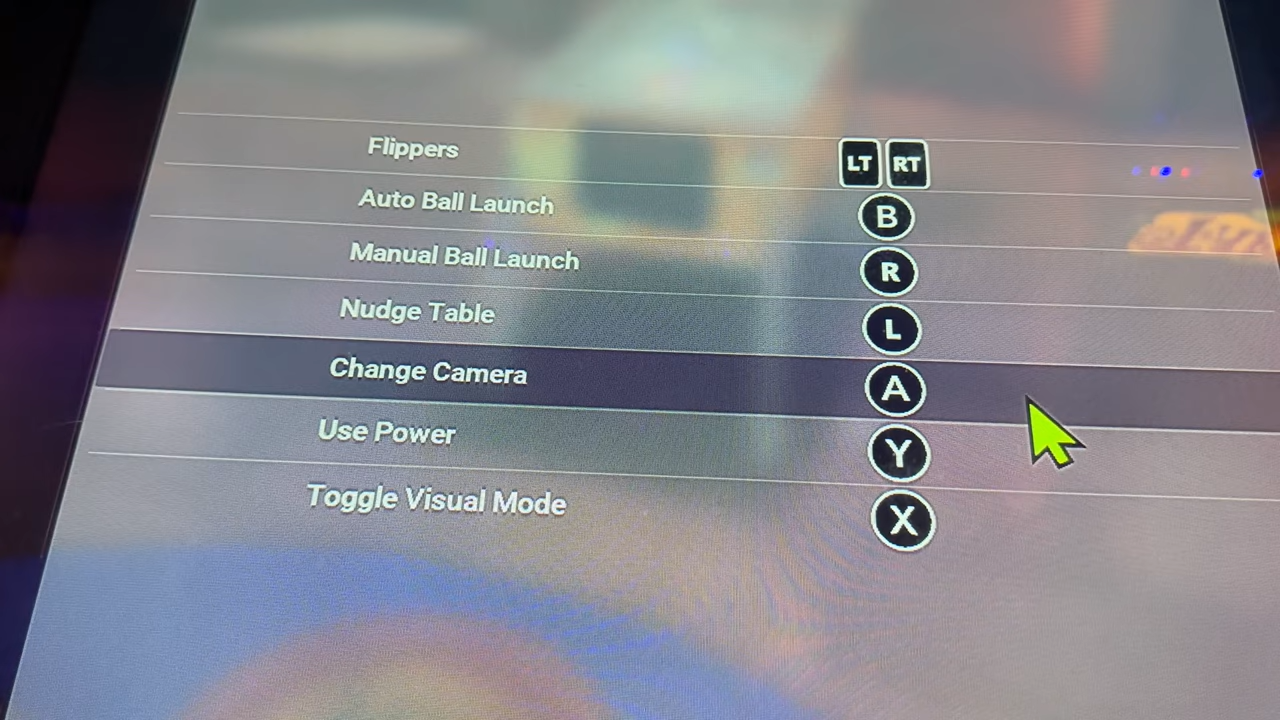 Flippers LT RT
Auto Ball Launch B
Manual Ball Launch R
Nudge Table L
Change Camera A
Use Power Y
Toggle Visual Mode X